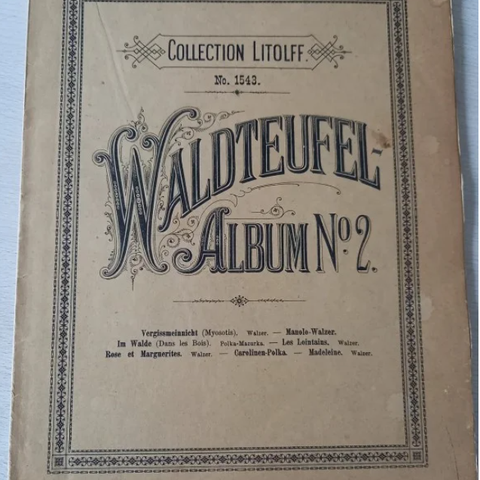 COLLECTION LITOLFF.
No. 1543.
WALDTEUFEL-
ALBUM No. 2.
Vergissmeinnicht (Myosotis), Walzer. — Manolo-Walzer.
Im Walde (Dans les Bois). Polka-Mazurka. — Les Lointains. Walzer.
Rose et Marguerites. Walzer. — Carolinen-Polka. — Madeleine. Walzer.